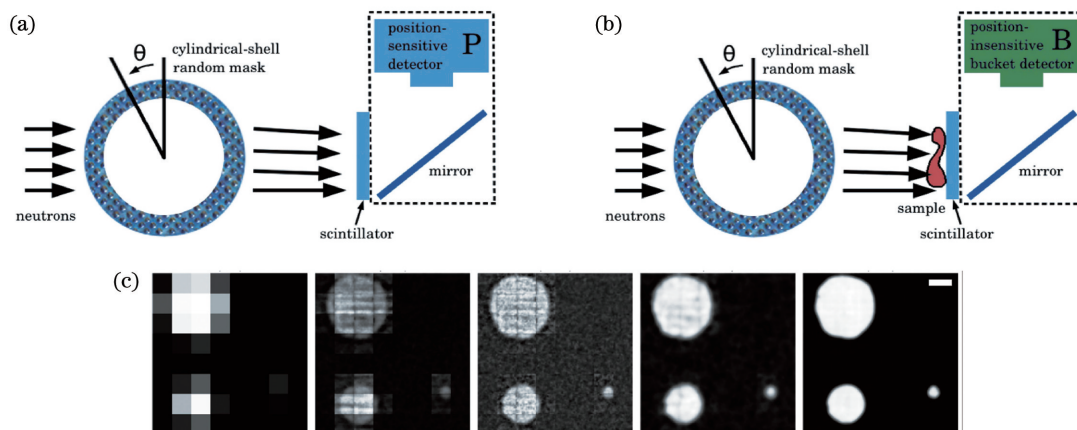 (a)
θ
cylindrical-shell
random mask
position-
sensitive
detector
P
neutrons
mirror
scintillator
(b)
θ
cylindrical-shell
random mask
position-
insensitive
bucket detector
B
neutrons
sample
mirror
scintillator
(c)